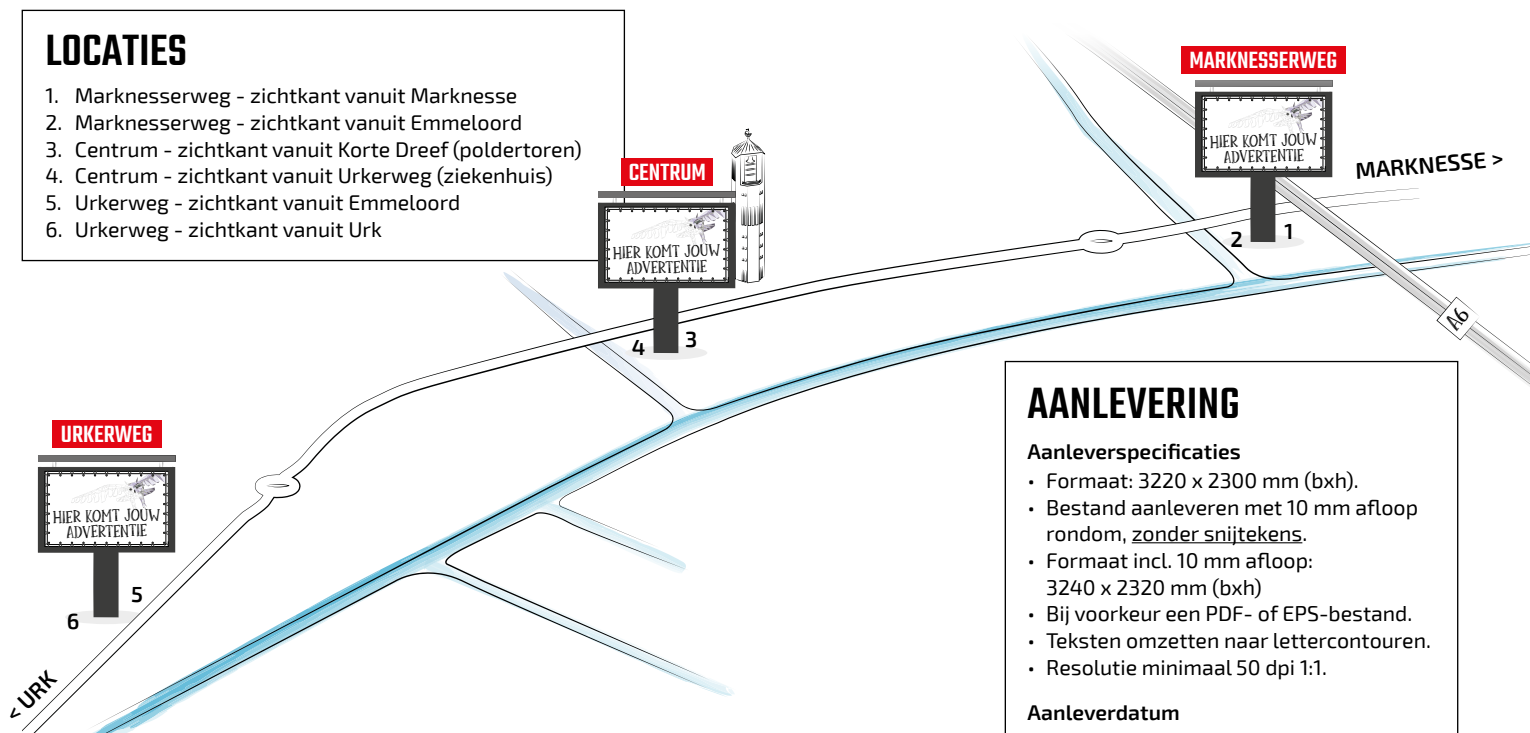 LOCATIES
1. Marknesserweg - zichtkant vanuit Marknesse
2. Marknesserweg - zichtkant vanuit Emmeloord
3. Centrum - zichtkant vanuit Korte Dreef (poldertoren)
4. Centrum - zichtkant vanuit Urkerweg (ziekenhuis)
5. Urkerweg - zichtkant vanuit Emmeloord
6. Urkerweg - zichtkant vanuit Urk
MARKNESSERWEG
HIER KOMT JOUW
ADVERTENTIE
MARKNESSE >
2
1
CENTRUM
HIER KOMT JOUW
ADVERTENTIE
4
3
A6
URKERWEG
HIER KOMT JOUW
ADVERTENTIE
5
6
< URK
AANLEVERING
Aanleverspecificaties
• Formaat: 3220 x 2300 mm (bxh).
• Bestand aanleveren met 10 mm afloop
rondom, zonder snijtekens.
• Formaat incl. 10 mm afloop:
3240 x 2320 mm (bxh)
• Bij voorkeur een PDF- of EPS-bestand.
• Teksten omzetten naar lettercontouren.
• Resolutie minimaal 50 dpi 1:1.
Aanleverdatum